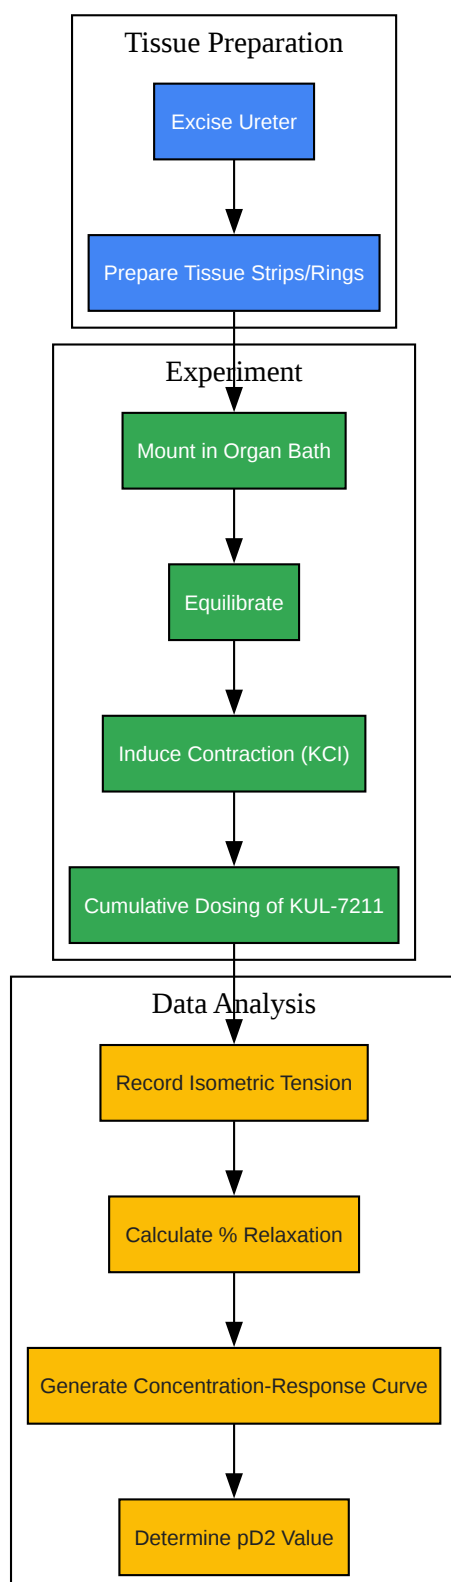 Tissue Preparation
Excise Ureter
Prepare Tissue Strips/Rings
Experiment
Mount in Organ Bath
Equilibrate
Induce Contraction (KCl)
Cumulative Dosing of KUL-7211
Data Analysis
Record Isometric Tension
Calculate % Relaxation
Generate Concentration-Response Curve
Determine pD2 Value